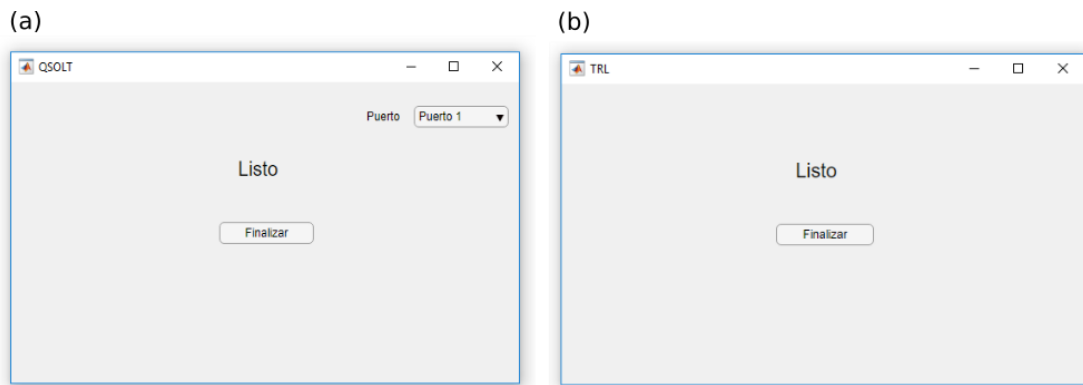 (a)
QSOLT
Puerto Puerto 1
Listo
Finalizar
(b)
TRL
Listo
Finalizar